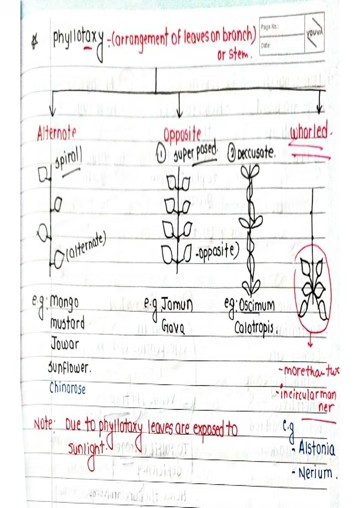 * phyllotaxy - (arrangement of leaves on branch)
or stem.
Page No.:
Date:
youva
Alternate
Opposite
Whorled.
Spiral)
① super posed.
② Deccusate.
(alternate)
-opposite)
e.g: Mango
mustard
Jowar
Sunflower.
Chinarose
e.g Jamun
Gava
eg: Oscimum
Calotropis.
- more than two
- in circular man
ner
Note: Due to phyllotaxy leaves are exposed to
sunlight.
e.g
- Alstonia
- Nerium.